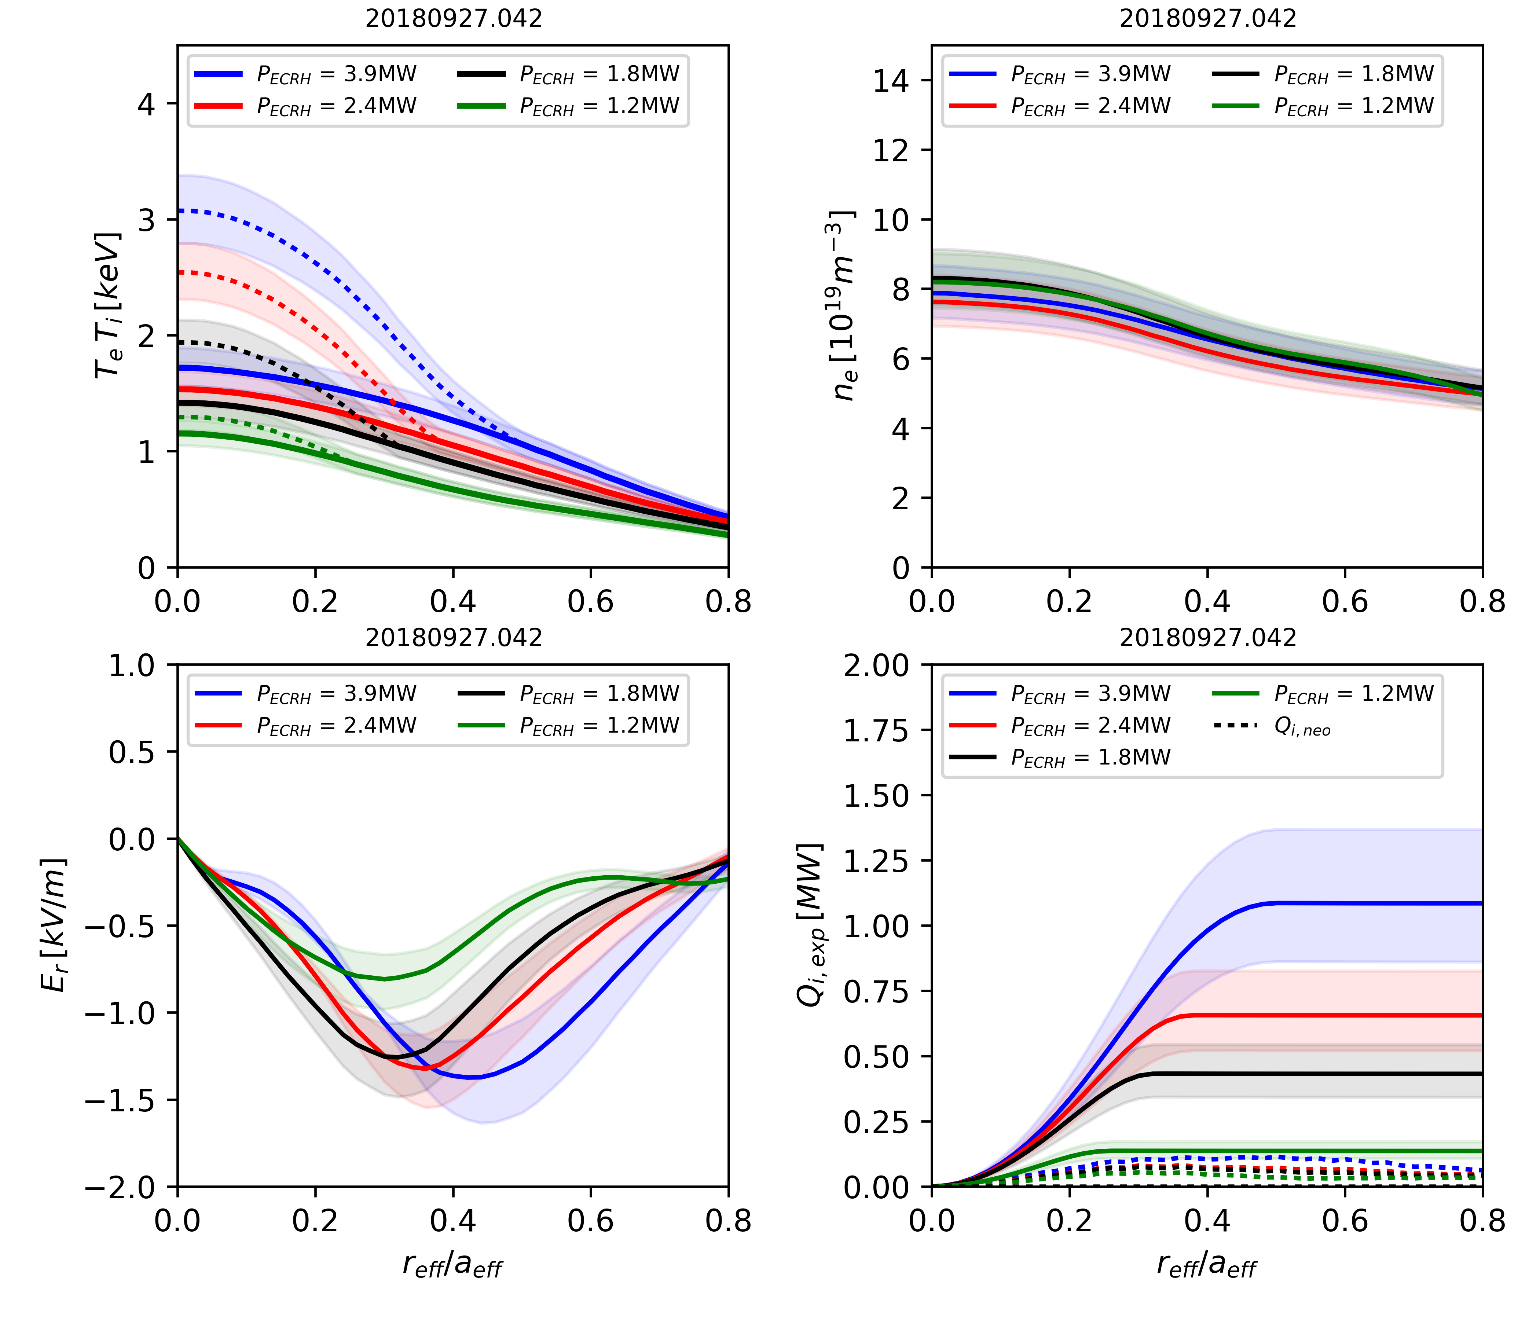 20180927.042
P_ECRH = 3.9MW P_ECRH = 1.8MW
P_ECRH = 2.4MW P_ECRH = 1.2MW
T_e T_i [keV]
4
3
2
1
0
0.0 0.2 0.4 0.6 0.8
20180927.042
P_ECRH = 3.9MW P_ECRH = 1.8MW
P_ECRH = 2.4MW P_ECRH = 1.2MW
n_e [10^19 m^−3]
14
12
10
8
6
4
2
0
0.0 0.2 0.4 0.6 0.8
20180927.042
P_ECRH = 3.9MW P_ECRH = 1.8MW
P_ECRH = 2.4MW P_ECRH = 1.2MW
E_r [kV/m]
1.0
0.5
0.0
−0.5
−1.0
−1.5
−2.0
0.0 0.2 0.4 0.6 0.8
r_eff/a_eff
20180927.042
P_ECRH = 3.9MW P_ECRH = 1.2MW
P_ECRH = 2.4MW Q_i,neo
P_ECRH = 1.8MW
Q_i,exp [MW]
2.00
1.75
1.50
1.25
1.00
0.75
0.50
0.25
0.00
0.0 0.2 0.4 0.6 0.8
r_eff/a_eff